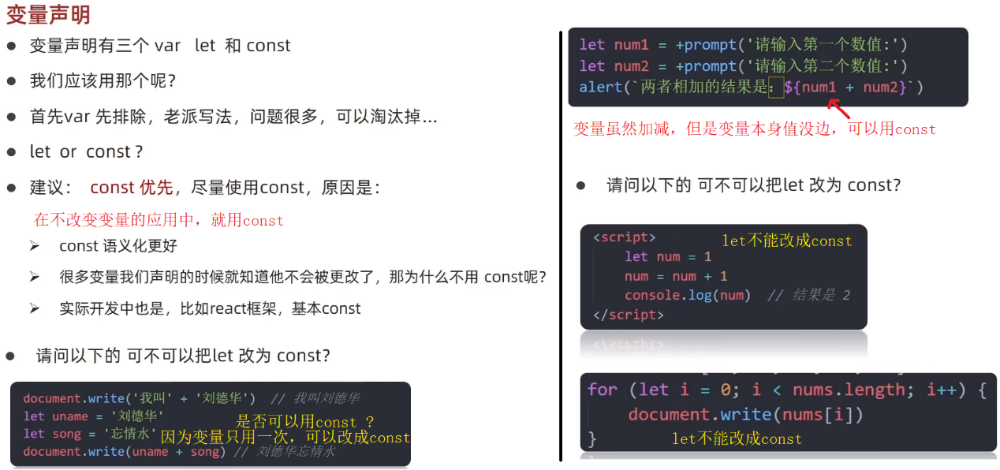 变量声明
变量声明有三个 var let 和 const
我们应该用那个呢？
首先var 先排除，老派写法，问题很多，可以淘汰掉…
let or const ?
建议： const 优先，尽量使用const，原因是：
在不改变变量的应用中，就用const
const 语义化更好
很多变量我们声明的时候就知道他不会被更改了，那为什么不用 const呢？
实际开发中也是，比如react框架，基本const
请问以下的 可不可以把let 改为 const？
document.write('我叫' + '刘德华') // 我叫刘德华
let uname = '刘德华'
是否可以用const ？
let song = '忘情水'
因为变量只用一次，可以改成const
document.write(uname + song) // 刘德华忘情水
let num1 = +prompt('请输入第一个数值:')
let num2 = +prompt('请输入第二个数值:')
alert(`两者相加的结果是：${num1 + num2}`)
变量虽然加减，但是变量本身值没边，可以用const
请问以下的 可不可以把let 改为 const？
<script>
let不能改成const
let num = 1
num = num + 1
console.log(num) // 结果是 2
</script>
for (let i = 0; i < nums.length; i++) {
document.write(nums[i])
}
let不能改成const